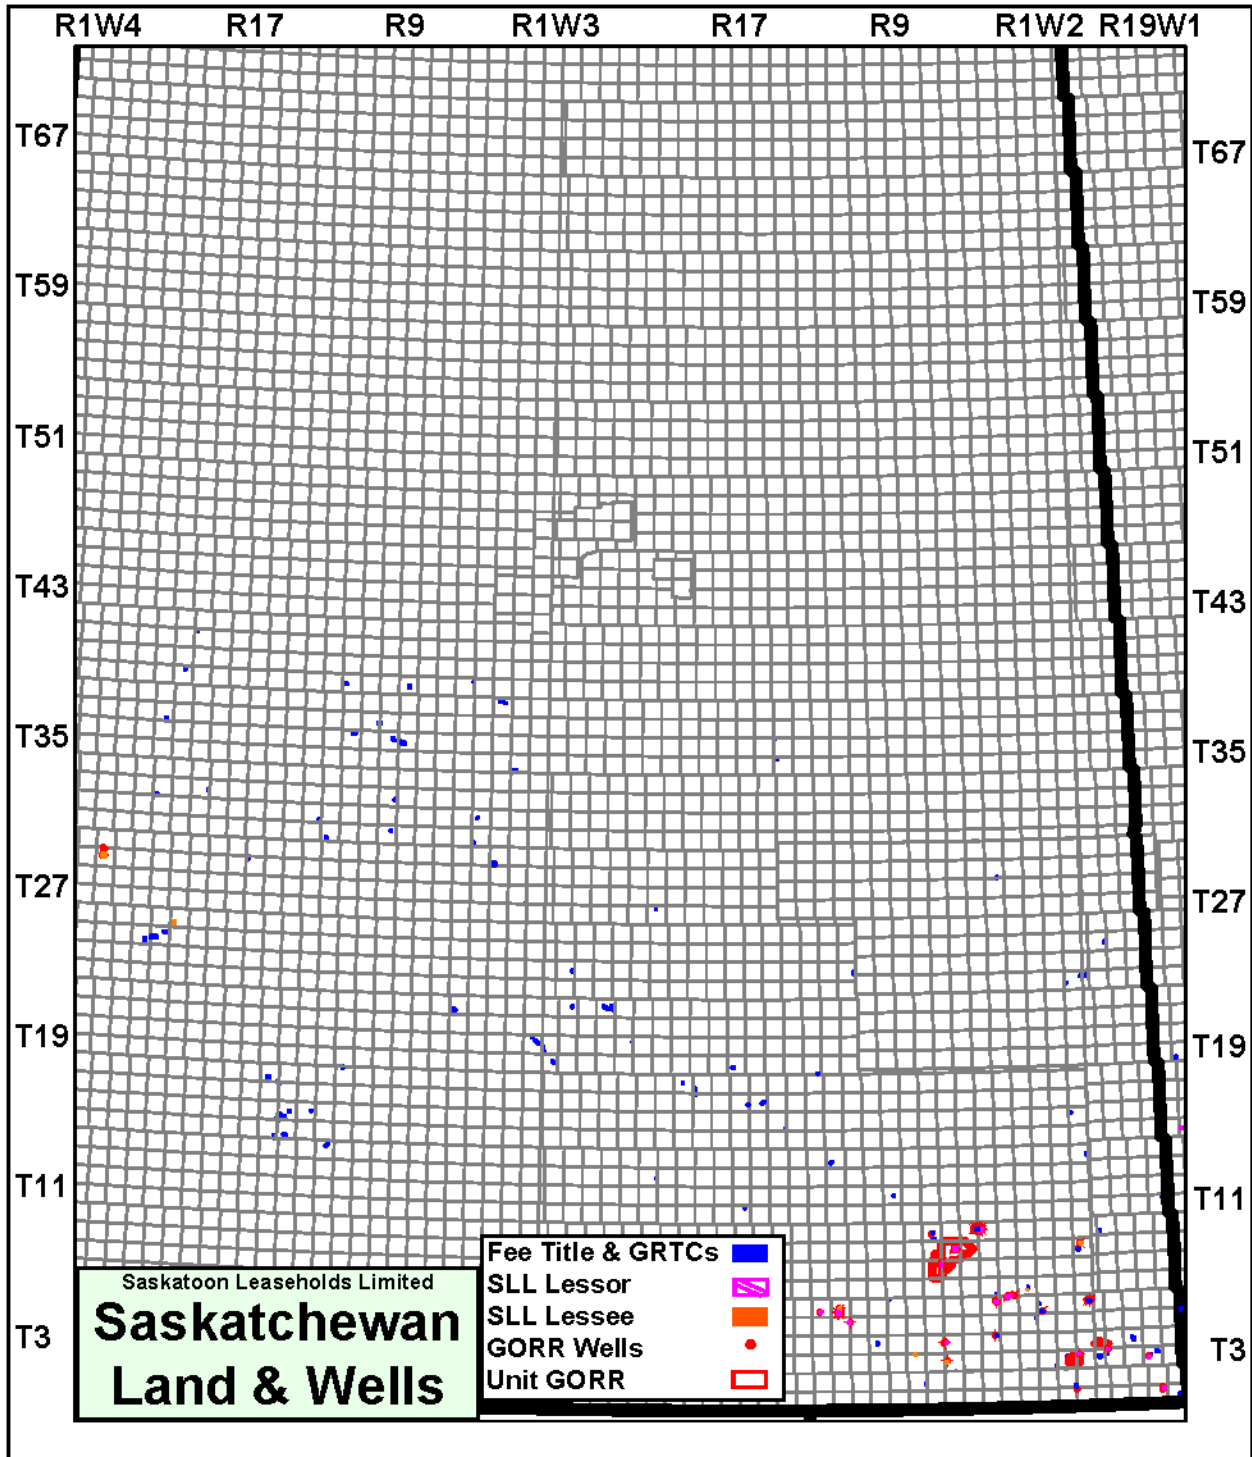 R1W4 R17 R9 R1W3 R17 R9 R1W2 R19W1
T67 T67
T59 T59
T51 T51
T43 T43
T35 T35
T27 T27
T19 T19
T11 T11
T3 T3
Fee Title & GRTCs
SLL Lessor
SLL Lessee
GORR Wells
Unit GORR
Saskatoon Leaseholds Limited
Saskatchewan
Land & Wells